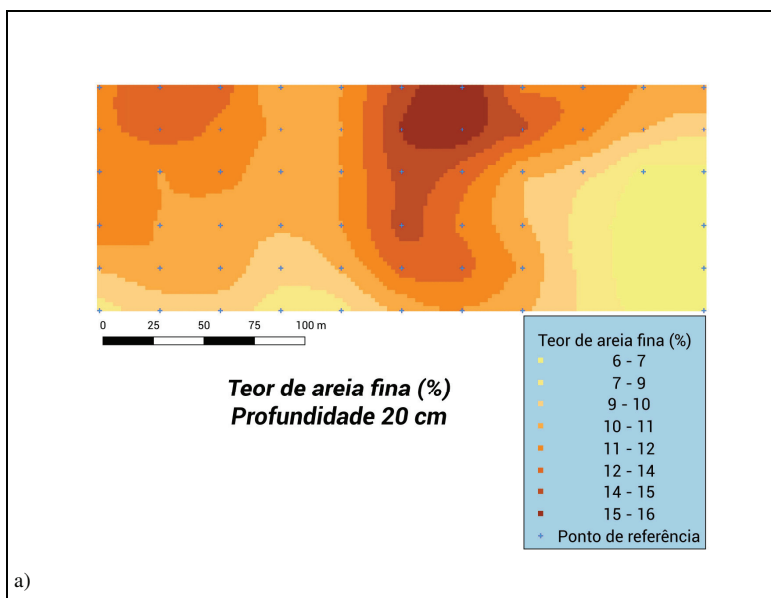 0 25 50 75 100 m
Teor de areia fina (%)
Profundidade 20 cm
Teor de areia fina (%)
6 - 7
7 - 9
9 - 10
10 - 11
11 - 12
12 - 14
14 - 15
15 - 16
Ponto de referência
a)